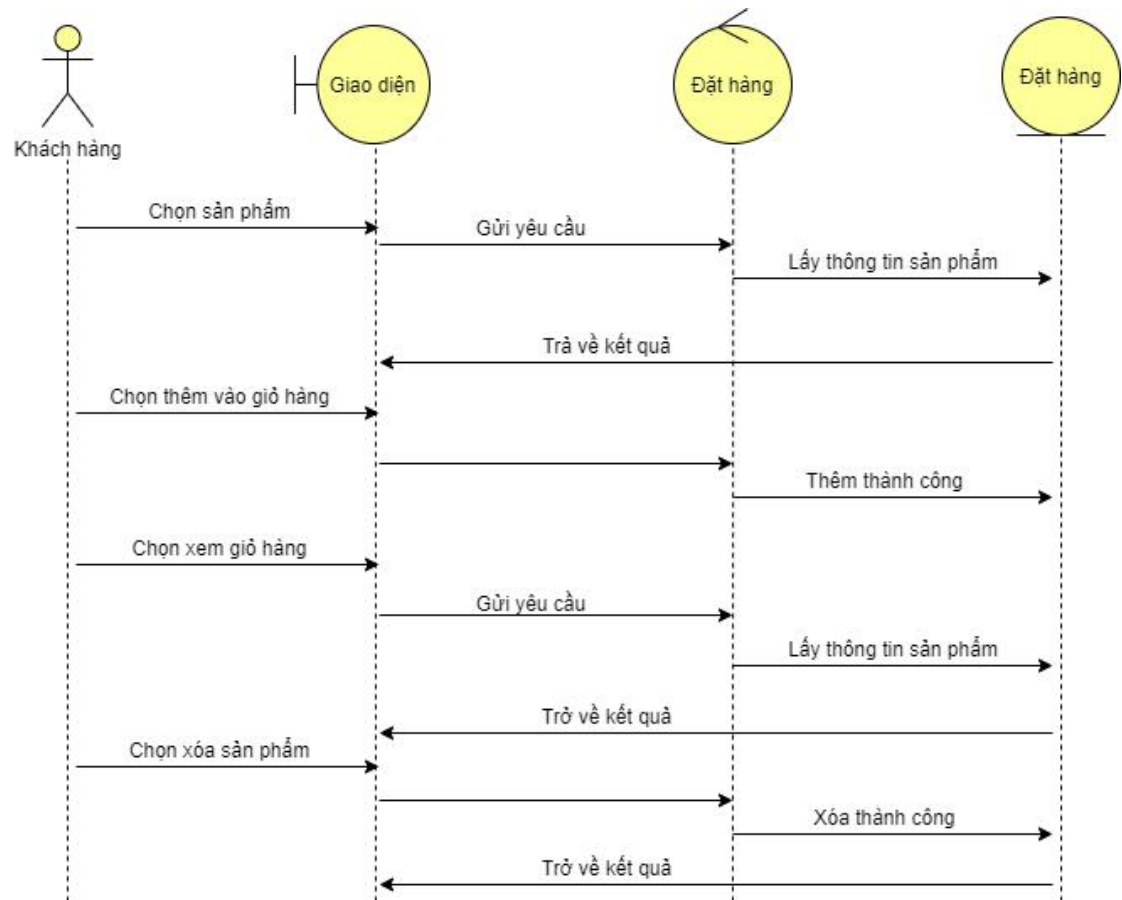 Giao diện
Đặt hàng
Đặt hàng
Khách hàng
Chọn sản phẩm
Gửi yêu cầu
Lấy thông tin sản phẩm
Trả về kết quả
Chọn thêm vào giỏ hàng
Thêm thành công
Chọn xem giỏ hàng
Gửi yêu cầu
Lấy thông tin sản phẩm
Trở về kết quả
Chọn xóa sản phẩm
Xóa thành công
Trở về kết quả